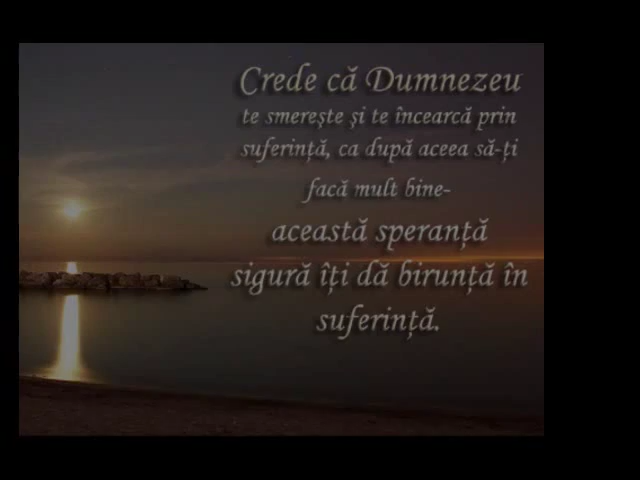 Crede că Dumnezeu
te smerește și te încearcă prin
suferință, ca după aceea să-ți
facă mult bine-
această speranță
sigură îți dă birunță în
suferință.